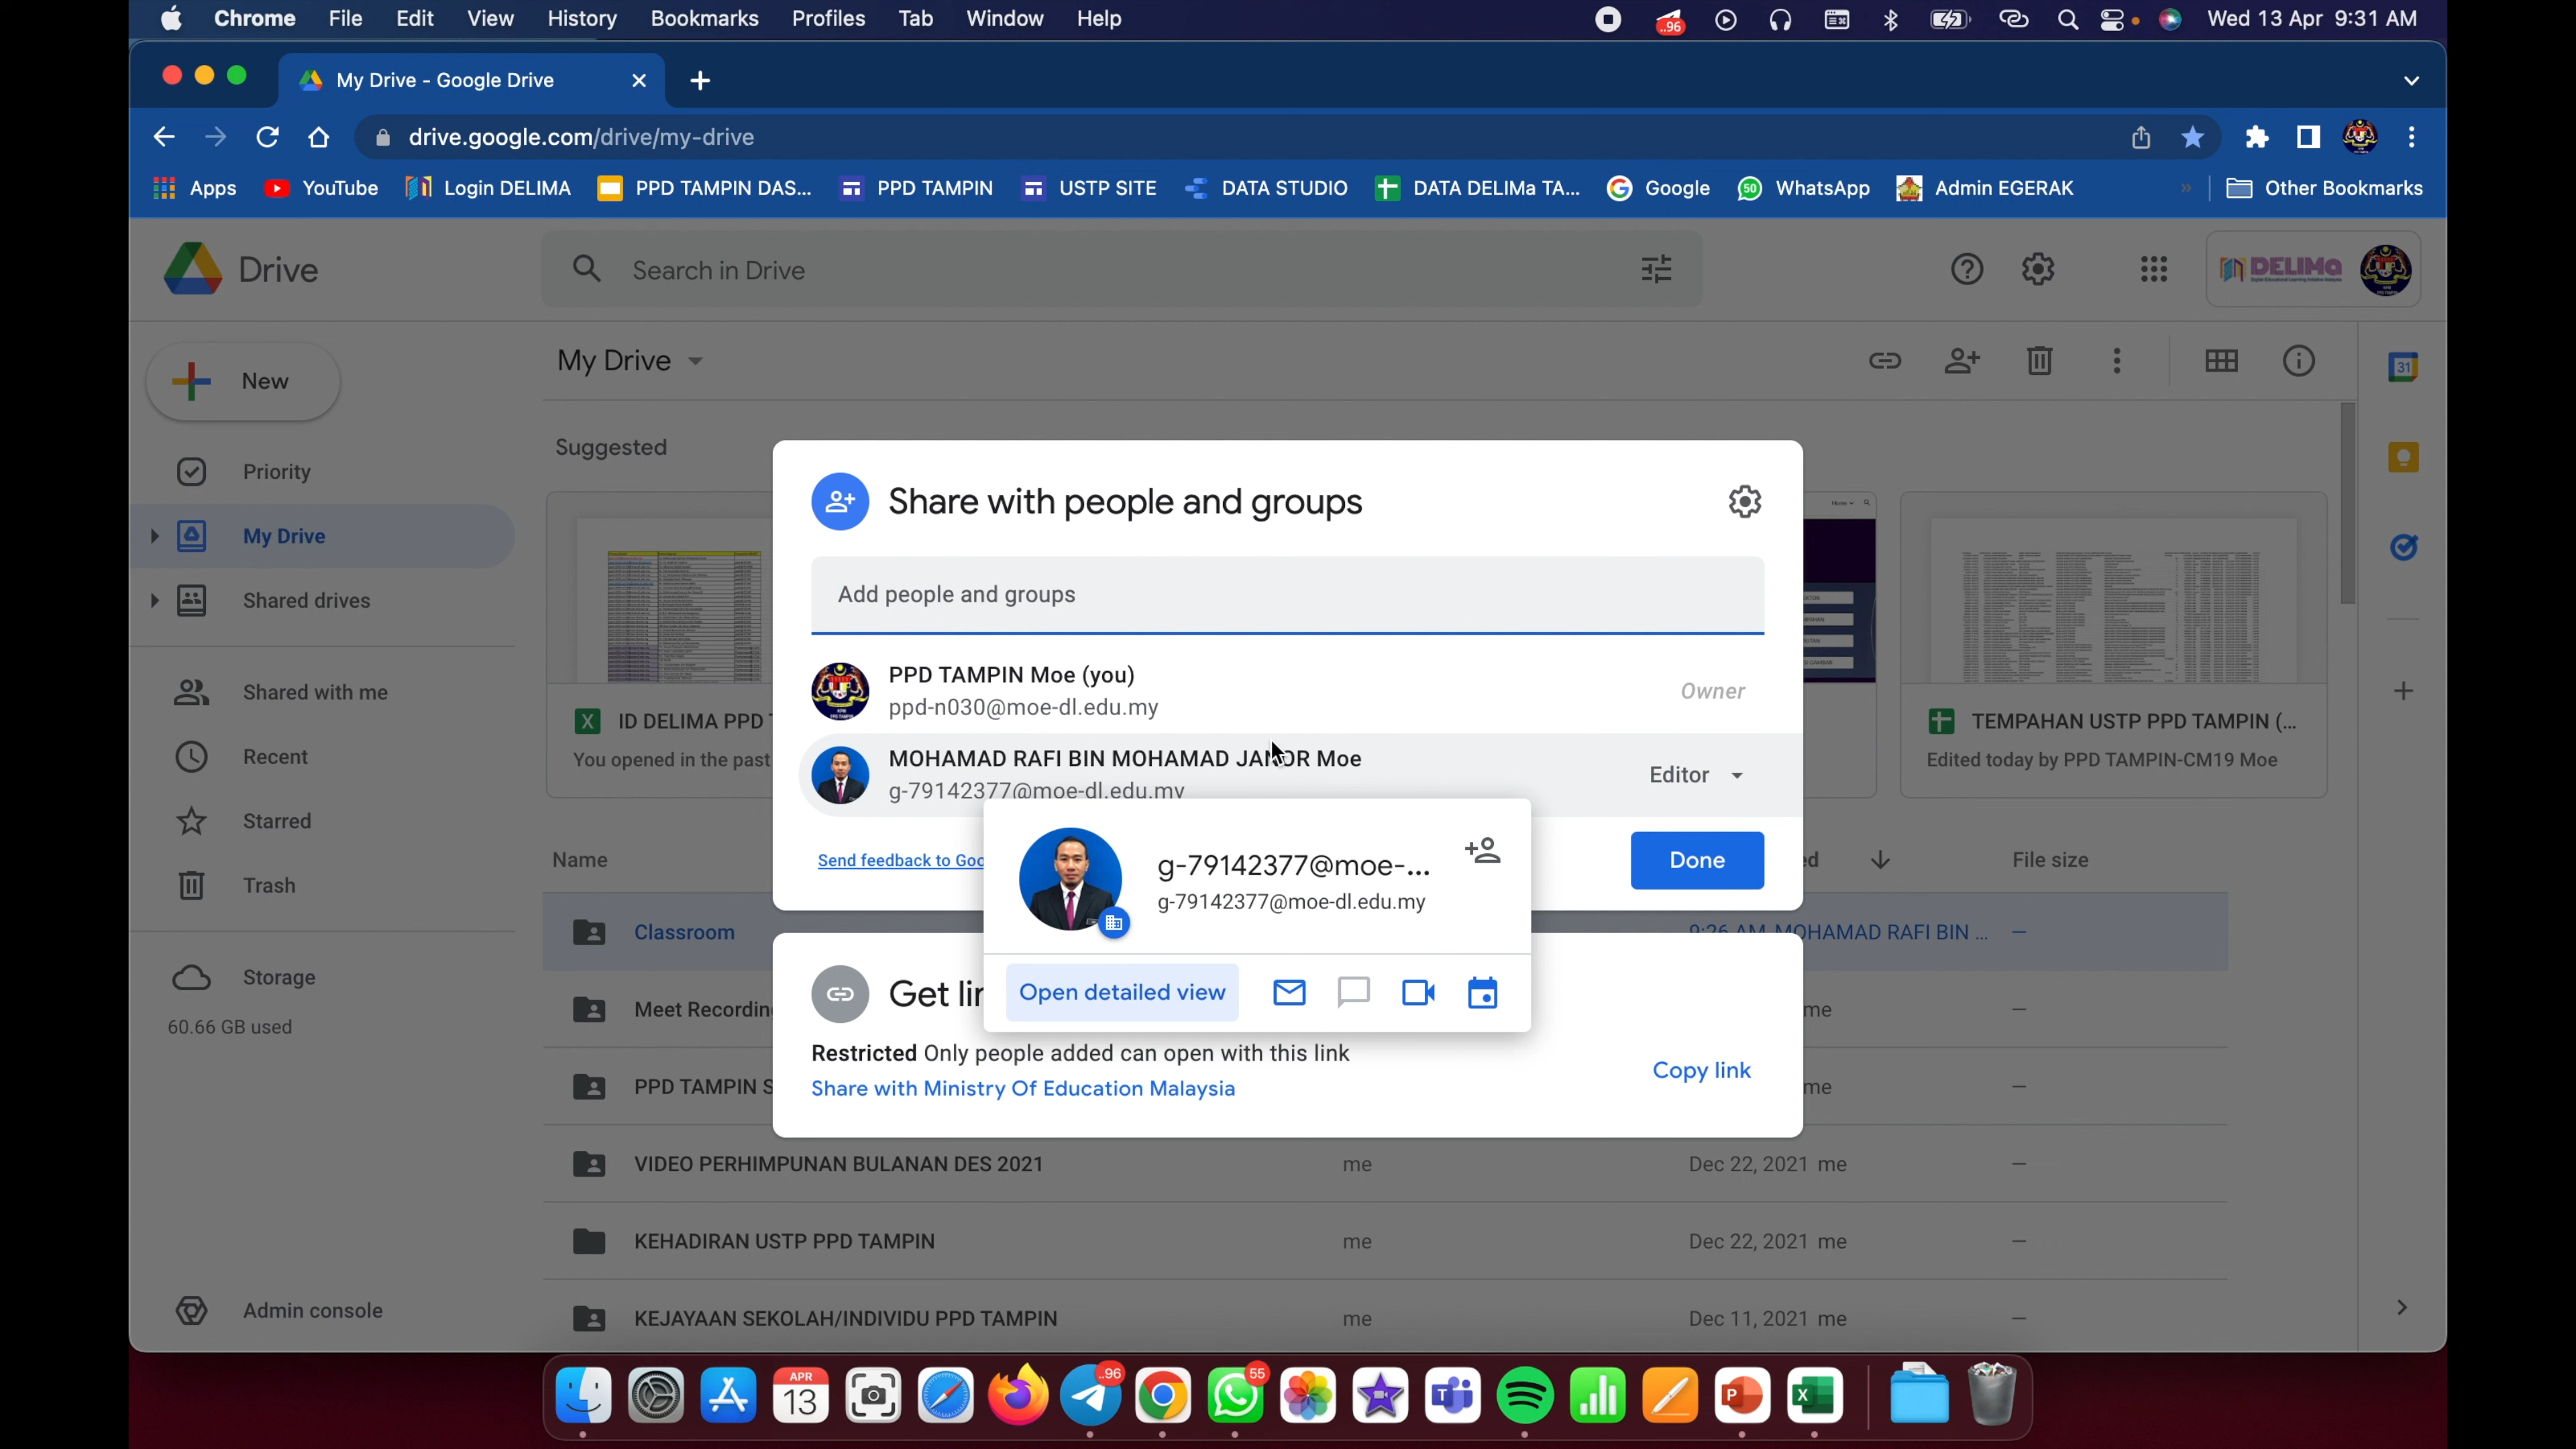 Chrome File Edit View History Bookmarks Profiles Tab Window Help
..96
Wed 13 Apr 9:31 AM
My Drive - Google Drive
drive.google.com/drive/my-drive
Apps YouTube Login DELIMA PPD TAMPIN DAS... PPD TAMPIN USTP SITE DATA STUDIO DATA DELIMa TA... Google 50 WhatsApp Admin EGERAK » Other Bookmarks
Drive
Search in Drive
DELIMa
New
My Drive
31
Priority
My Drive
Shared drives
Shared with me
Recent
Starred
Trash
Storage
60.66 GB used
Admin console
Suggested
ID DELIMA PPD
You opened in the past
TEMPAHAN USTP PPD TAMPIN (...
Edited today by PPD TAMPIN-CM19 Moe
Share with people and groups
Add people and groups
PPD TAMPIN Moe (you)
ppd-n030@moe-dl.edu.my
Owner
MOHAMAD RAFI BIN MOHAMAD JA OR Moe
g-79142377@moe-dl.edu.my
Editor
Send feedback to Goo
Done
g-79142377@moe-...
g-79142377@moe-dl.edu.my
Open detailed view
Get lin
Restricted Only people added can open with this link
Share with Ministry Of Education Malaysia
Copy link
Name
ed
File size
Classroom
9:26 AM MOHAMAD RAFI BIN ... –
Meet Recordin
me –
PPD TAMPIN S
me –
VIDEO PERHIMPUNAN BULANAN DES 2021 me Dec 22, 2021 me –
KEHADIRAN USTP PPD TAMPIN me Dec 22, 2021 me –
KEJAYAAN SEKOLAH/INDIVIDU PPD TAMPIN me Dec 11, 2021 me –
APR
13
..96
55